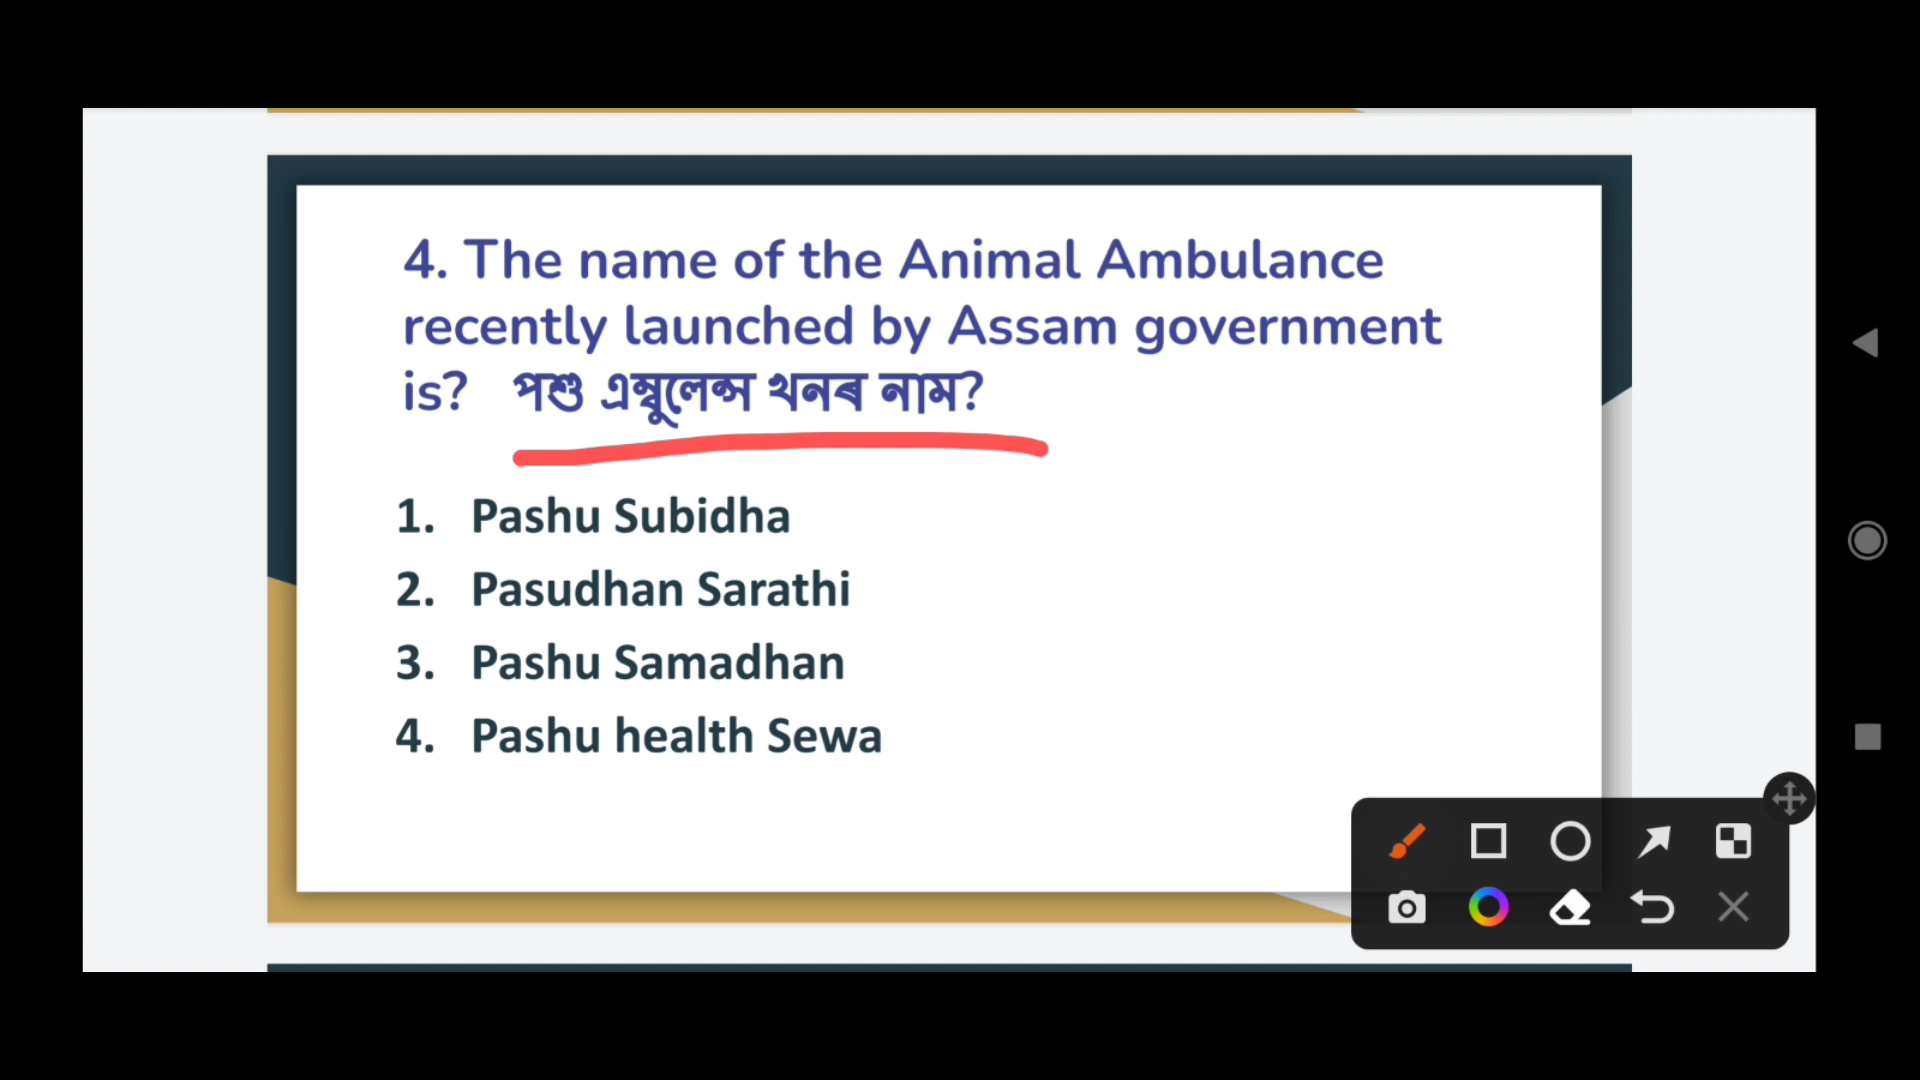 4. The name of the Animal Ambulance
recently launched by Assam government
is? পশু এম্বুলেন্স খনৰ নাম?
1. Pashu Subidha
2. Pasudhan Sarathi
3. Pashu Samadhan
4. Pashu health Sewa